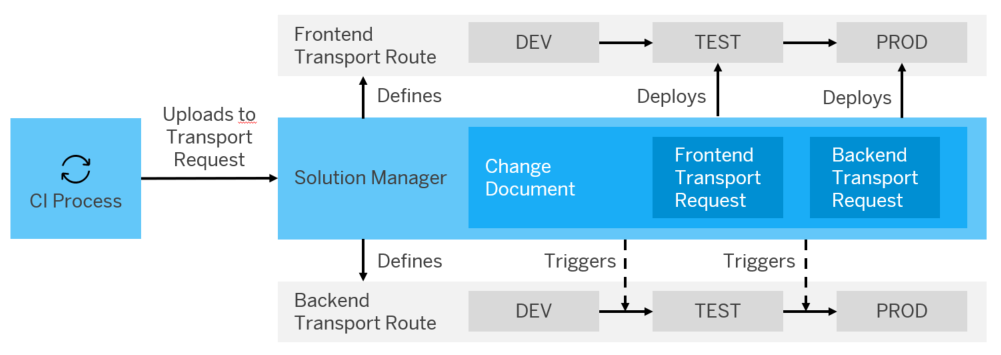 Frontend
Transport Route
DEV
TEST
PROD
Defines
Deploys
Deploys
Uploads to
Transport
Request
CI Process
Solution Manager
Change
Document
Frontend
Transport
Request
Backend
Transport
Request
Defines
Triggers
Triggers
Backend
Transport Route
DEV
TEST
PROD